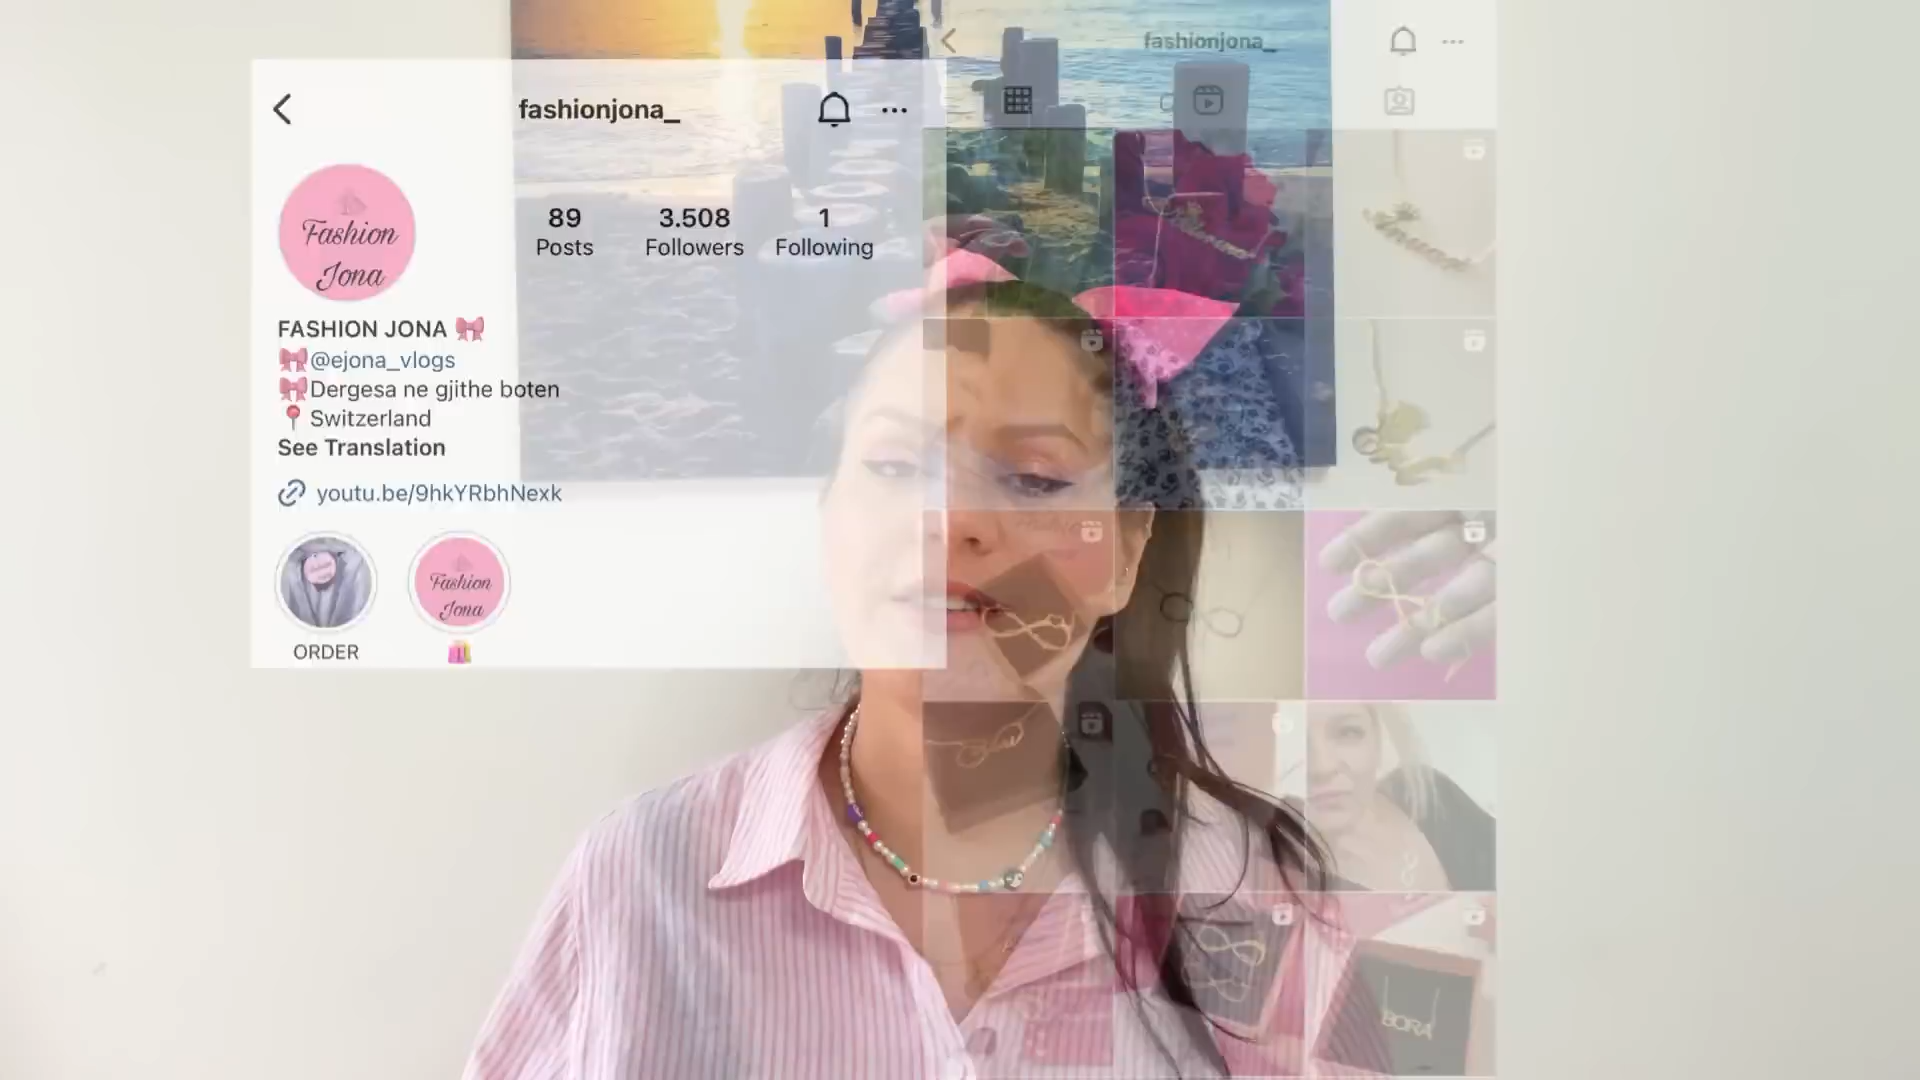 fashionjona_
fashionjona_
Fashion
Jona
89
Posts
3.508
Followers
1
Following
FASHION JONA 🎀
🎀@ejona_vlogs
🎀Dergesa ne gjithe boten
📍 Switzerland
See Translation
youtu.be/9hkYRbhNexk
Fashion
Jona
ORDER
BORA